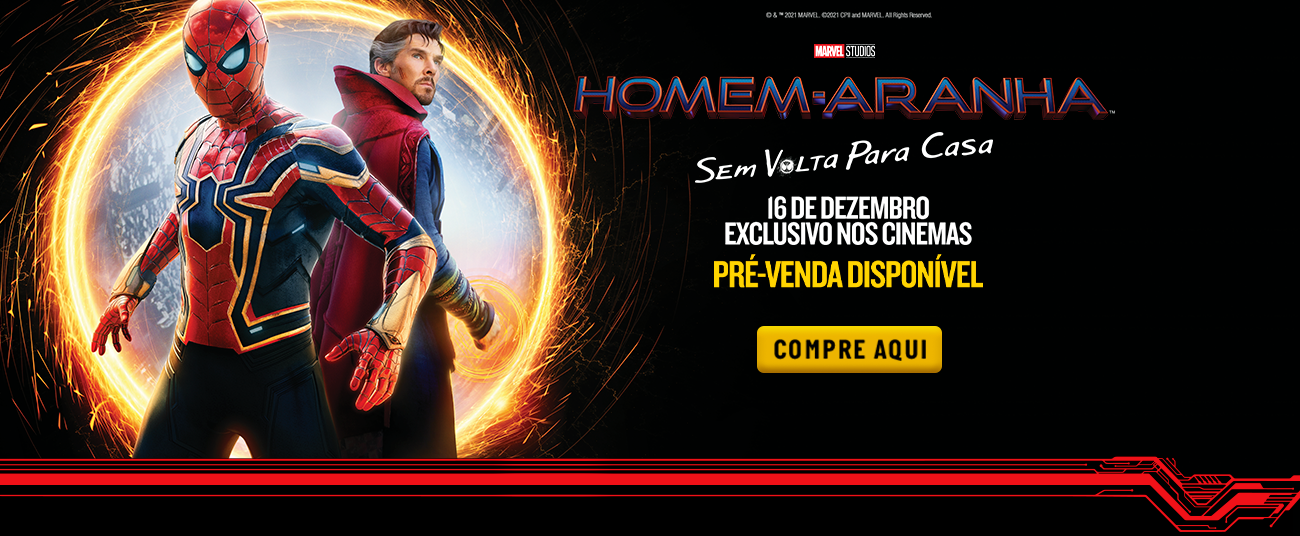 © & ™ 2021 MARVEL. ©2021 CPII and MARVEL. All Rights Reserved.
MARVEL STUDIOS
HOMEM-ARANHA™
SEM VOLTA PARA CASA
16 DE DEZEMBRO
EXCLUSIVO NOS CINEMAS
PRÉ-VENDA DISPONÍVEL
COMPRE AQUI